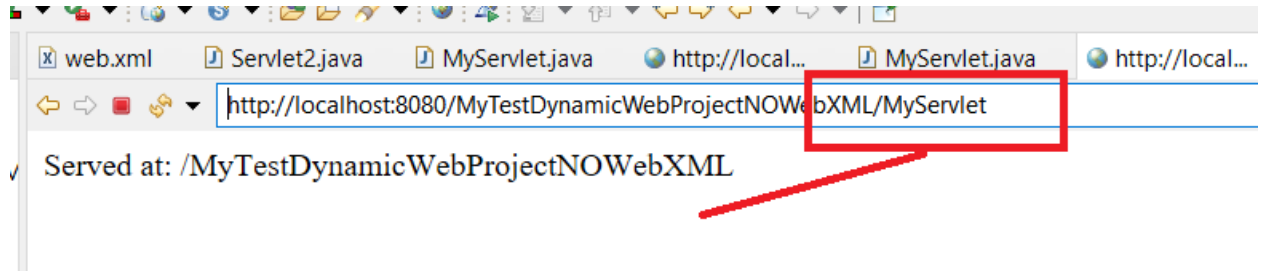 web.xml Servlet2.java MyServlet.java http://local... MyServlet.java http://local...
http://localhost:8080/MyTestDynamicWebProjectNOWebXML/MyServlet
Served at: /MyTestDynamicWebProjectNOWebXML